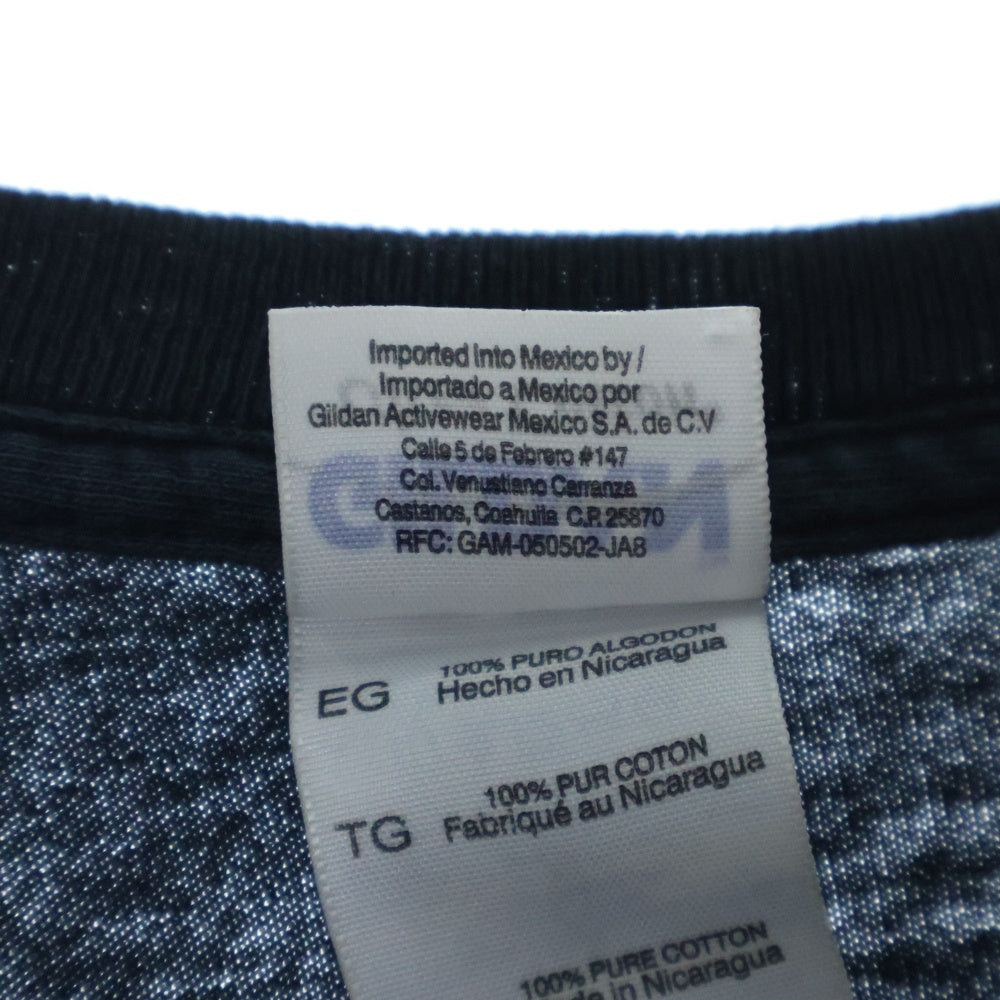 Imported into Mexico by/
Importado a Mexico por
Gildan Activewear Mexico S.A. de C.V
Calle 5 de Febrero #147
Col. Venustiano Carranza
Castanos, Coahuila C.P. 25870
RFC: GAM-050502-JA8
100% PURO ALGODON
EG Hecho en Nicaragua
100% PUR COTON
TG Fabriqué au Nicaragua
100% PURE COTTON
in Nicaragua